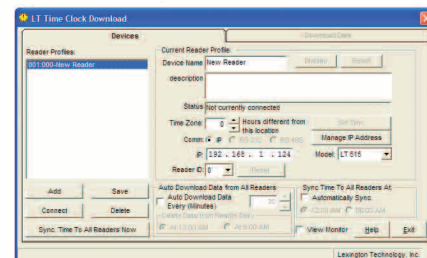 LT Time Clock Download
Devices
Download Data
Reader Profiles:
001:000-New Reader
Current Reader Profile:
Device Name New Reader
description
Status Not currently connected
Time Zone: 0 Hours different from this location
Set Time
Comm: IP RS-232 RS-485
Manage IP Address
IP: 192 . 168 . 1 . 124 Model: LT515
Reader ID: 0 Reset
Add Save
Connect Delete
Sync. Time To All Readers Now
Auto Download Data from All Readers
Auto Download Data
Every (Minutes) 30
Delete Data from Reader Daily
At 12:00 AM At 6:00 AM
Sync Time To All Readers At:
Automatically Sync
12:00 AM 06:00 AM
View Monitor Help Exit
Lexington Technology, Inc.